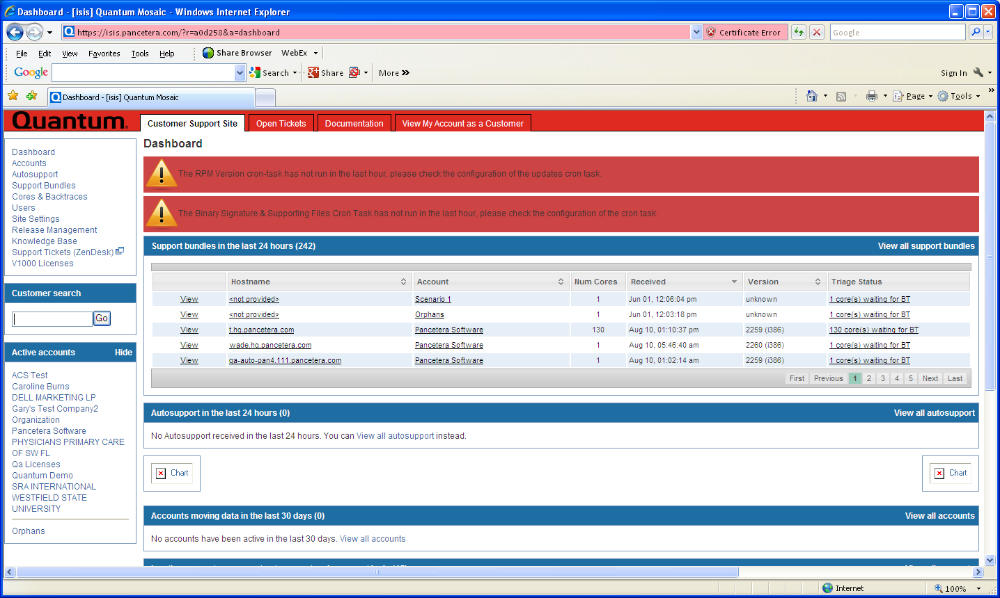 Dashboard - [isis] Quantum Mosaic - Windows Internet Explorer
https://isis.pancetera.com/?r=a0d258&a=dashboard
Certificate Error
Google
File Edit View Favorites Tools Help
Share Browser WebEx
Google Search Share More »
Sign In
Dashboard - [isis] Quantum Mosaic
Page Tools »
Quantum.
Customer Support Site Open Tickets Documentation View My Account as a Customer
Dashboard
Accounts
Autosupport
Support Bundles
Cores & Backtraces
Users
Site Settings
Release Management
Knowledge Base
Support Tickets (ZenDesk)
V1000 Licenses
Customer search
Go
Active accounts Hide
ACS Test
Caroline Burns
DELL MARKETING LP
Gary's Test Company2
Organization
Pancetera Software
PHYSICIANS PRIMARY CARE
OF SW FL
Qa Licenses
Quantum Demo
SRA INTERNATIONAL
WESTFIELD STATE
UNIVERSITY
Orphans
Dashboard
The RPM Version cron-task has not run in the last hour, please check the configuration of the updates cron task.
The Binary Signature & Supporting Files Cron Task has not run in the last hour, please check the configuration of the cron task.
Support bundles in the last 24 hours (242) View all support bundles
Hostname Account Num Cores Received Version Triage Status
View <not provided> Scenario 1 1 Jun 01, 12:06:04 pm unknown 1 core(s) waiting for BT
View <not provided> Orphans 1 Jun 01, 12:03:18 pm unknown 1 core(s) waiting for BT
View t.hq.pancetera.com Pancetera Software 130 Aug 10, 01:10:37 pm 2259 (i386) 130 core(s) waiting for BT
View wade.hq.pancetera.com Pancetera Software 1 Aug 10, 05:46:40 am 2260 (i386) 1 core(s) waiting for BT
View qa-auto-pan4.111.pancetera.com Pancetera Software 1 Aug 10, 01:02:14 am 2259 (i386) 1 core(s) waiting for BT
First Previous 1 2 3 4 5 Next Last
Autosupport in the last 24 hours (0) View all autosupport
No Autosupport received in the last 24 hours. You can View all autosupport instead.
Chart Chart
Accounts moving data in the last 30 days (0) View all accounts
No accounts have been active in the last 30 days. View all accounts
Internet 100%